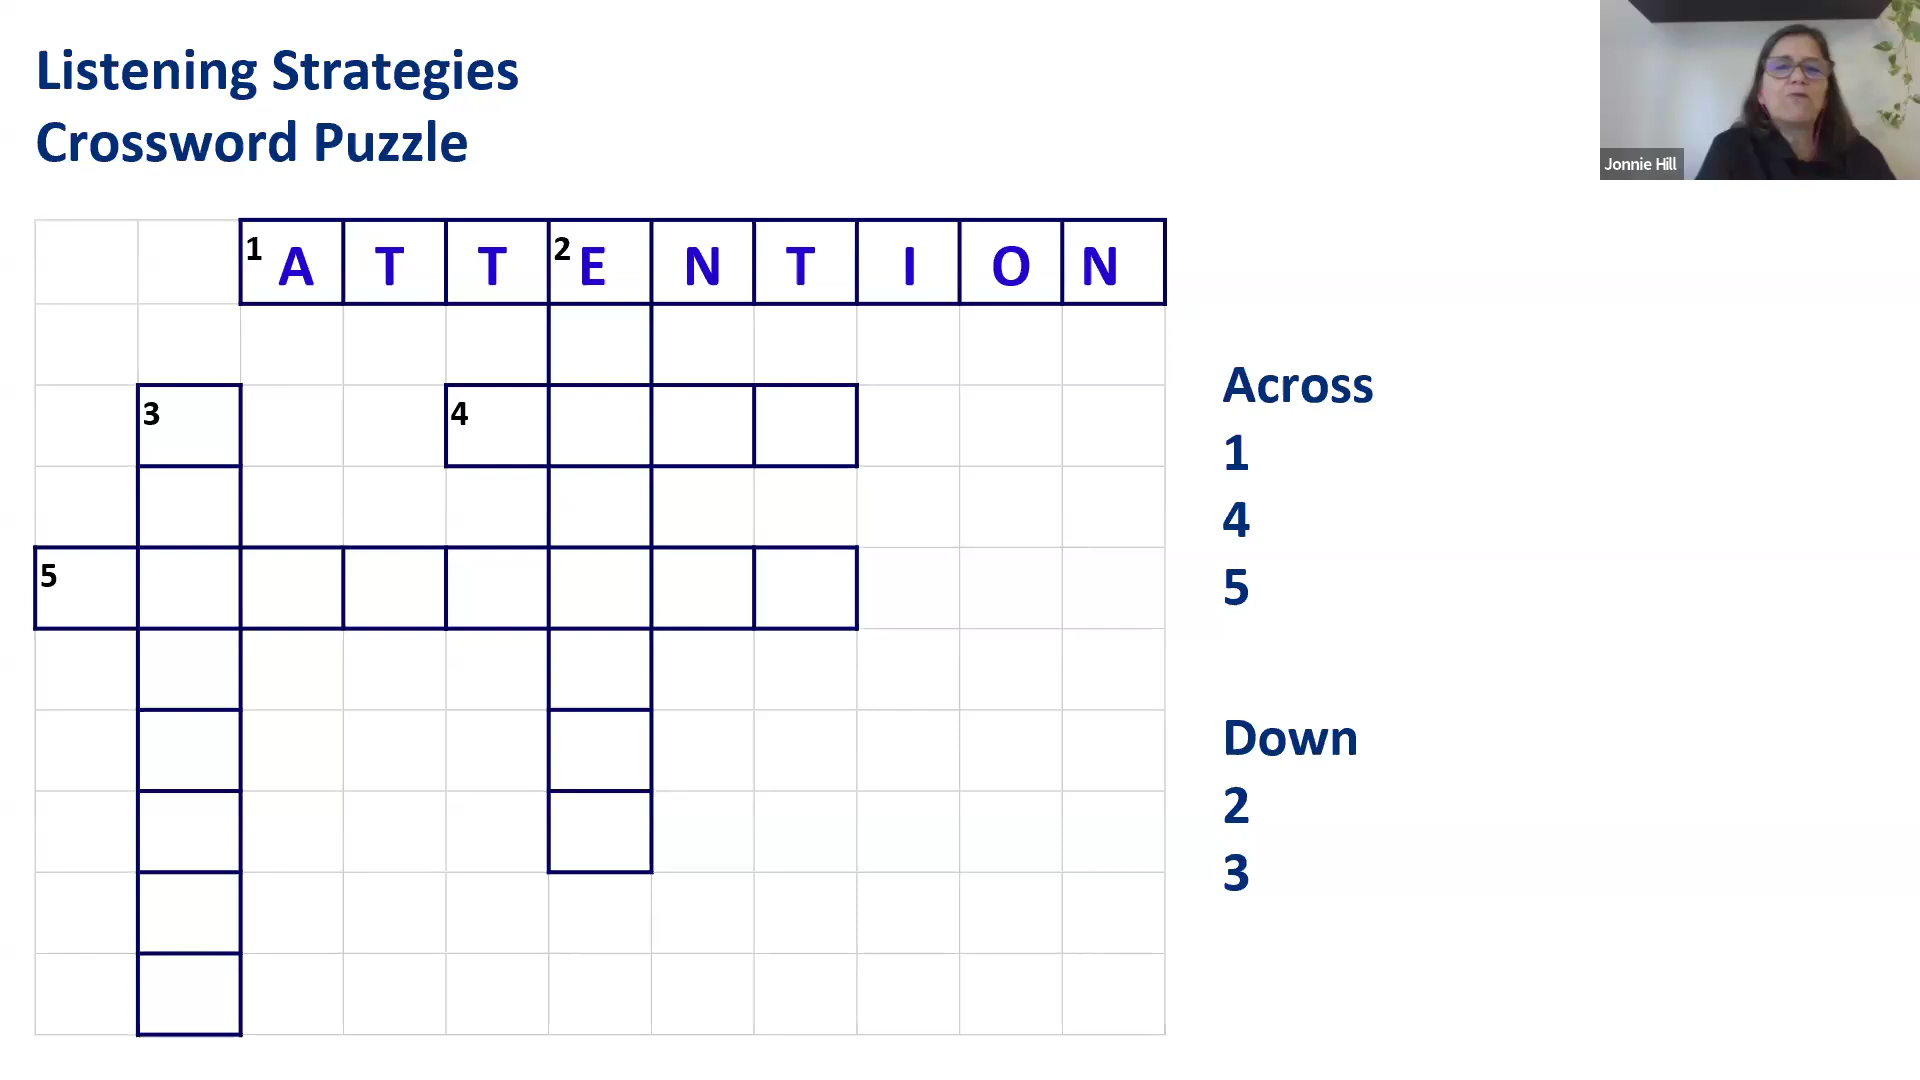 Listening Strategies
Crossword Puzzle
Jonnie Hill
1 A T T 2 E N T I O N
3 4
5
Across
1
4
5
Down
2
3